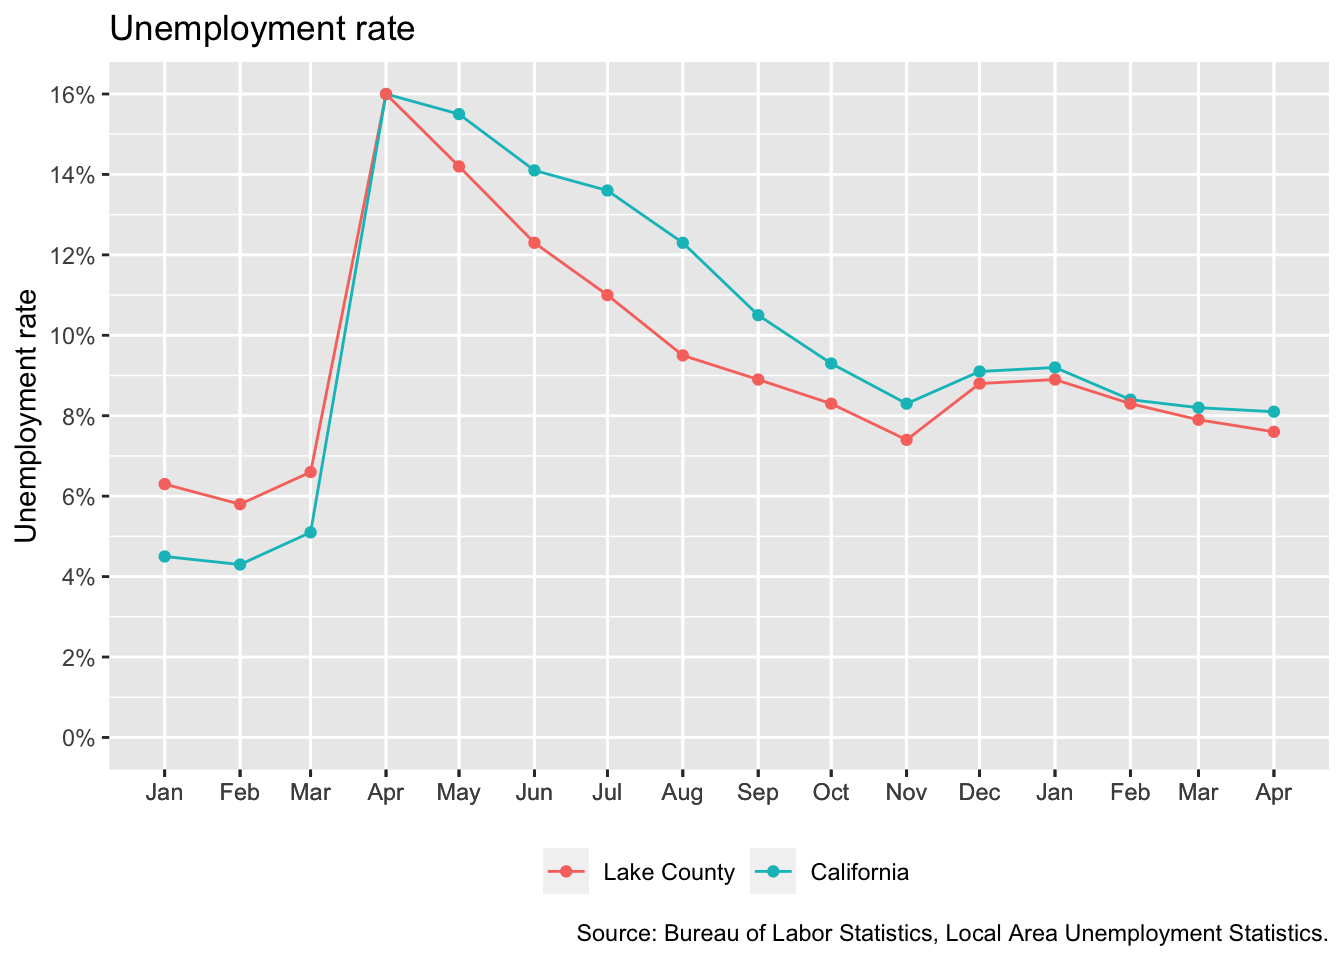 Unemployment rate
Unemployment rate
16%
14%
12%
10%
8%
6%
4%
2%
0%
Jan Feb Mar Apr May Jun Jul Aug Sep Oct Nov Dec Jan Feb Mar Apr
Lake County California
Source: Bureau of Labor Statistics, Local Area Unemployment Statistics.